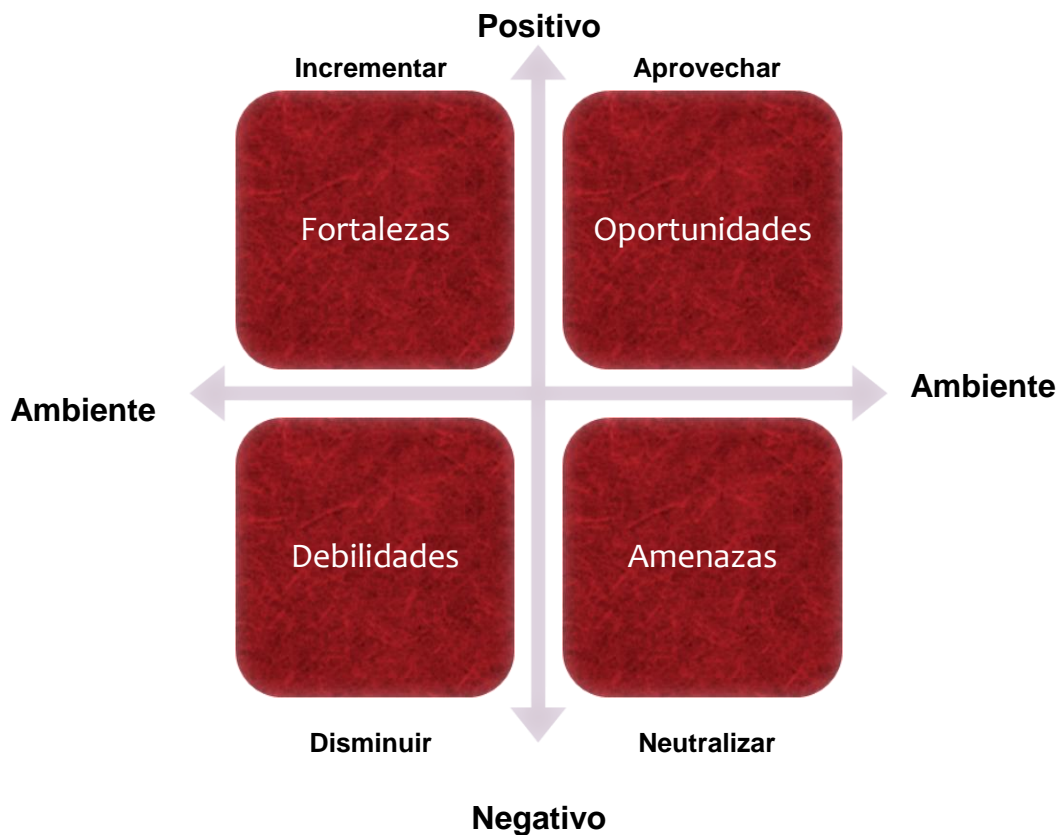 Positivo
Incrementar
Aprovechar
Fortalezas
Oportunidades
Ambiente
Ambiente
Debilidades
Amenazas
Disminuir
Neutralizar
Negativo